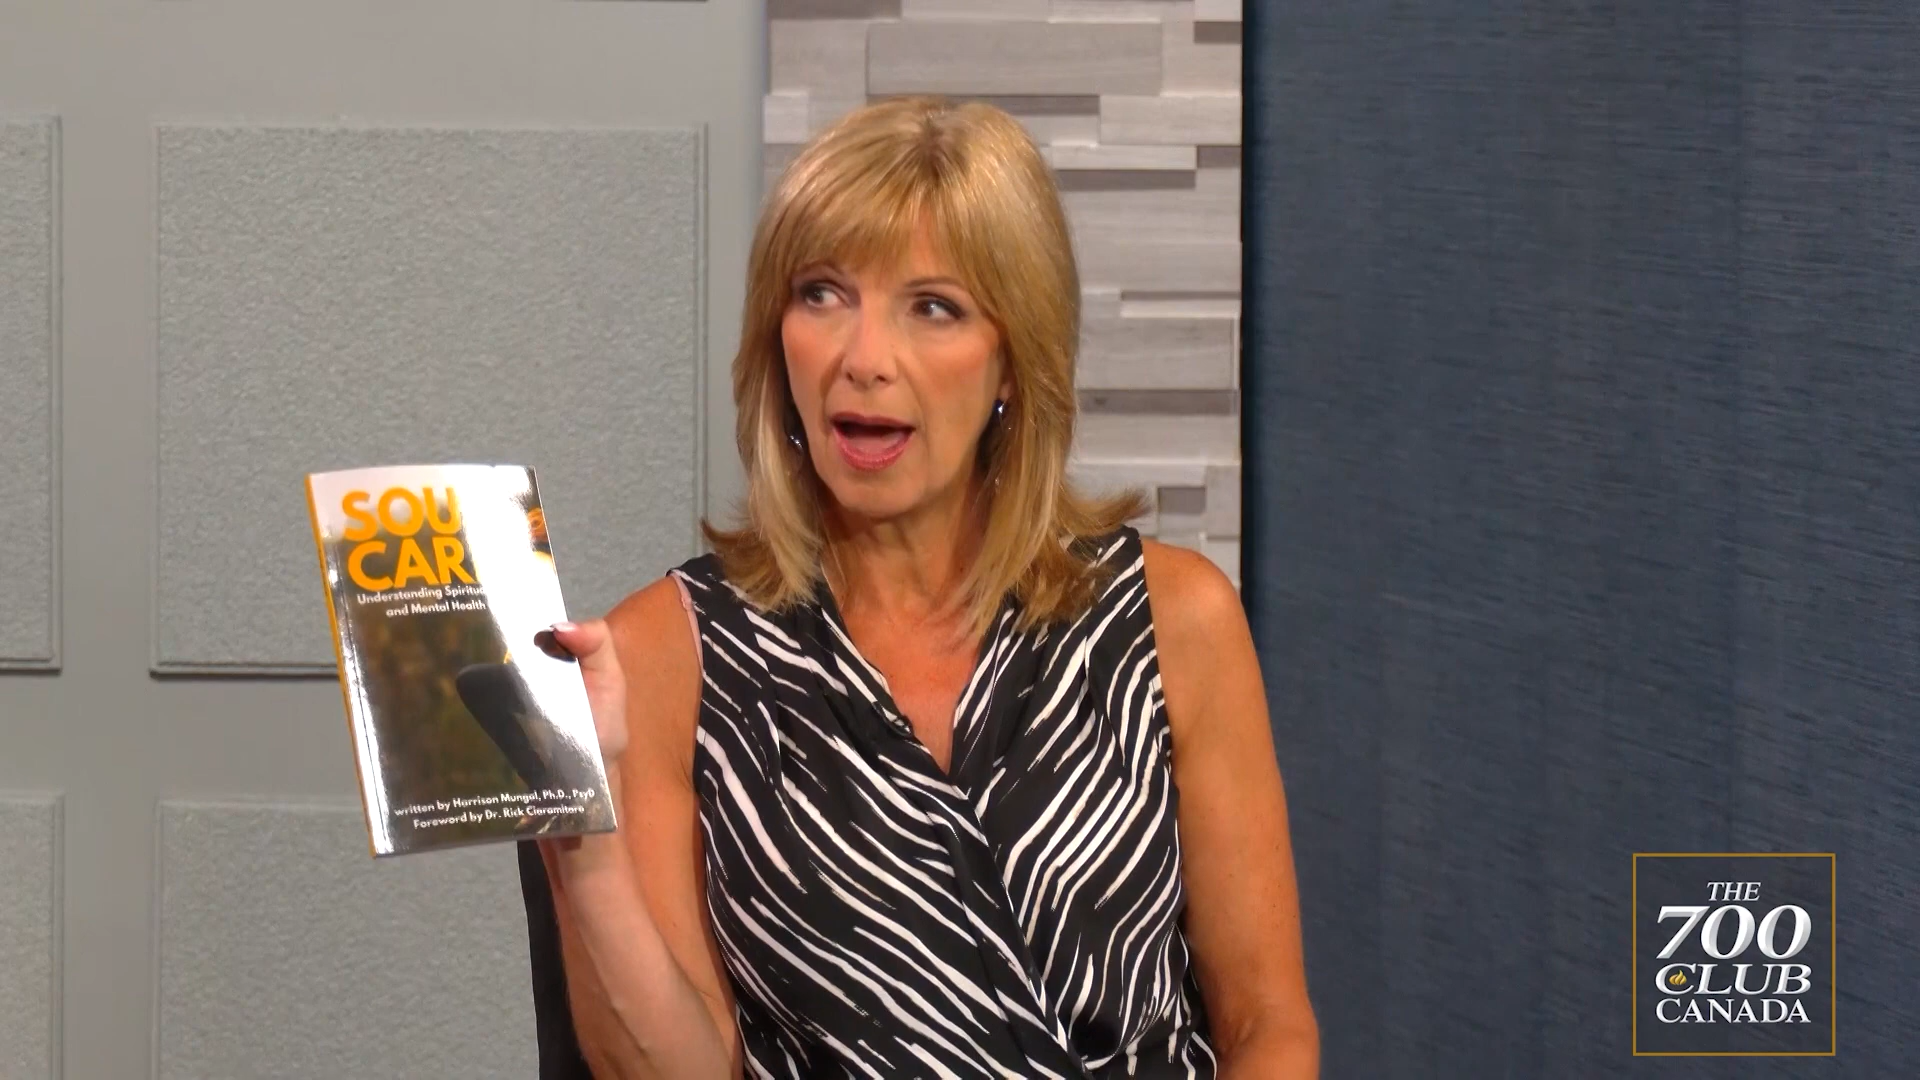 SOU
CAR
Understanding Spiritu
and Mental Health
written by Harrison Mungal, Ph.D., PsyD
Foreword by Dr. Rick Ciaramitaro
THE
700
CLUB
CANADA